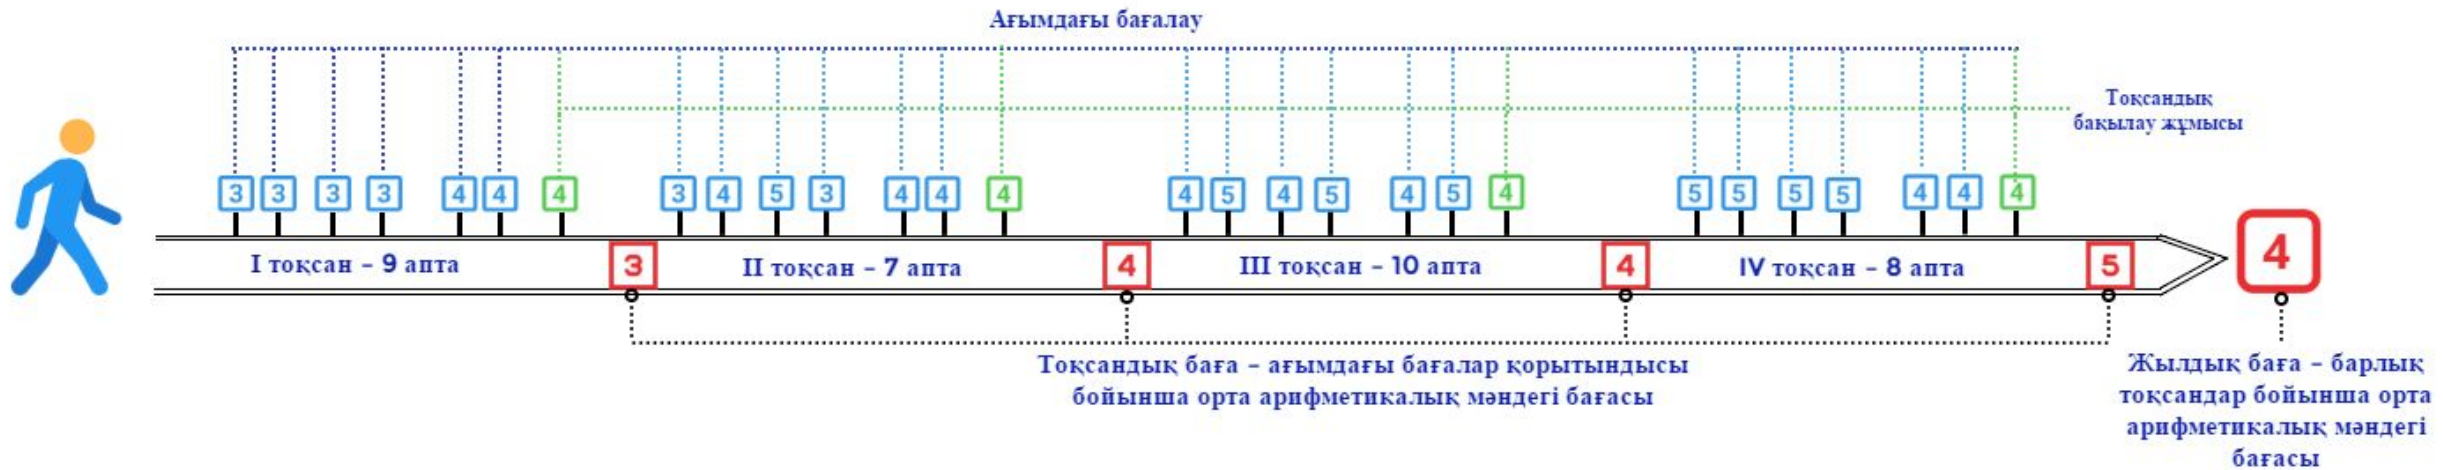 Ағымдағы бағалау
Тоқсандық
бақылау жұмысы
3 3 3 3 4 4 4 3 4 5 3 4 4 4 4 5 4 5 4 5 4 5 5 5 5 4 4 4
I тоқсан – 9 апта 3 II тоқсан – 7 апта 4 III тоқсан – 10 апта 4 IV тоқсан – 8 апта 5 4
Тоқсандық баға – ағымдағы бағалар қорытындысы
бойынша орта арифметикалық мәндегі бағасы
Жылдық баға – барлық
тоқсандар бойынша орта
арифметикалық мәндегі
бағасы